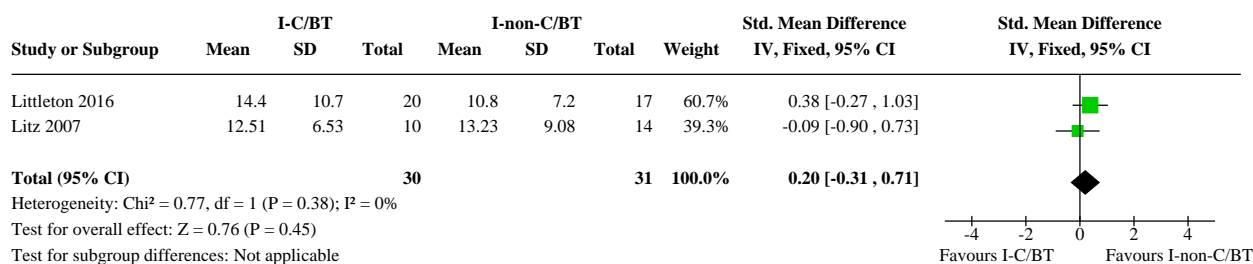 I-C/BT I-non-C/BT Std. Mean Difference Std. Mean Difference
Study or Subgroup Mean SD Total Mean SD Total Weight IV, Fixed, 95% CI IV, Fixed, 95% CI
Littleton 2016 14.4 10.7 20 10.8 7.2 17 60.7% 0.38 [-0.27 , 1.03]
Litz 2007 12.51 6.53 10 13.23 9.08 14 39.3% -0.09 [-0.90 , 0.73]
Total (95% CI) 30 31 100.0% 0.20 [-0.31 , 0.71]
Heterogeneity: Chi² = 0.77, df = 1 (P = 0.38); I² = 0%
Test for overall effect: Z = 0.76 (P = 0.45) -4 -2 0 2 4
Test for subgroup differences: Not applicable Favours I-C/BT Favours I-non-C/BT